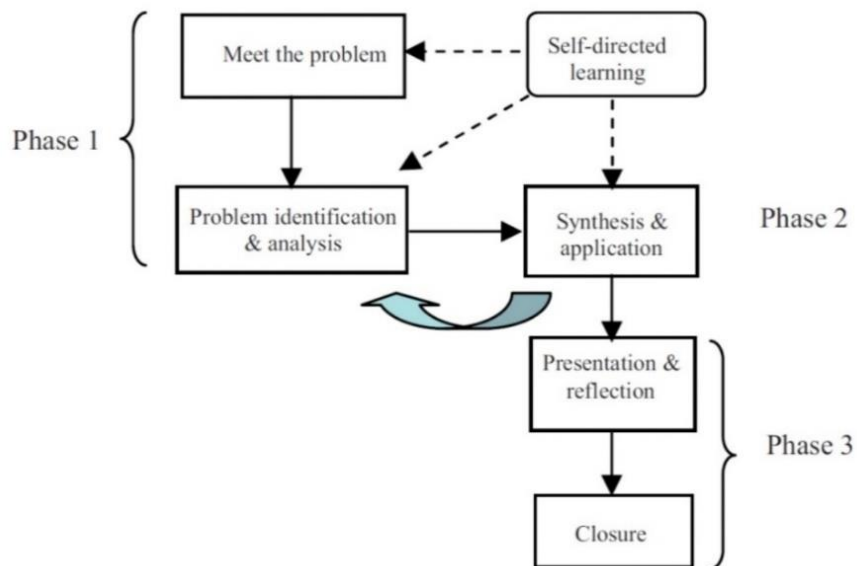 Meet the problem
Self-directed
learning
Phase 1
Problem identification
& analysis
Synthesis &
application
Phase 2
Presentation &
reflection
Phase 3
Closure